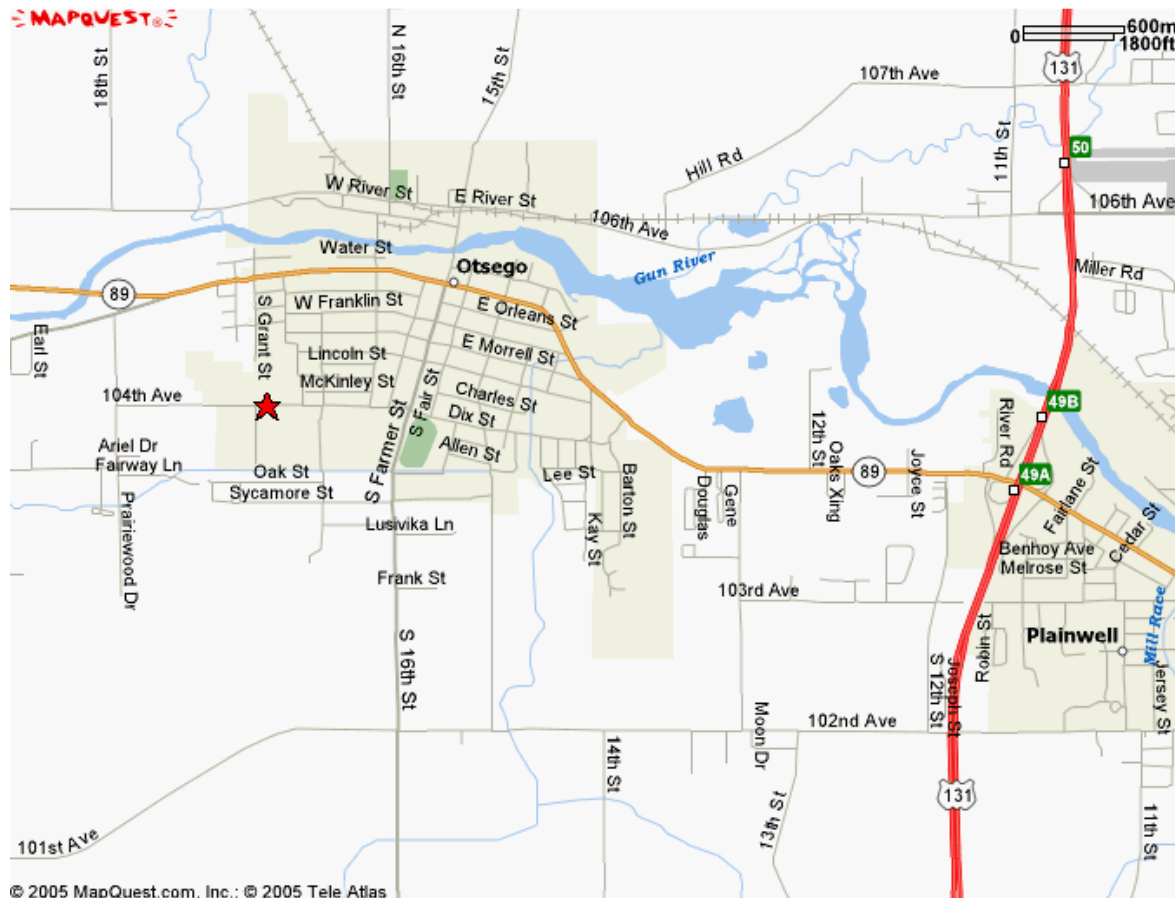 MAPQUEST®
0 600m
1800ft
18th St
N 16th St
15th St
107th Ave
131
50
Hill Rd
11th St
W River St
E River St
106th Ave
106th Ave
Water St
Otsego
Gun River
Miller Rd
89
S Grant St
W Franklin St
E Orleans St
Earl St
Lincoln St
E Morrell St
McKinley St
104th Ave
Charles St
S Fair St
49B
Dix St
S Farmer St
River Rd
Ariel Dr
Allen St
12th St
Fairway Ln
Oak St
Lee St
89
49A
Oaks Xing
Joyce St
Sycamore St
Barton St
Douglas
Gene
Fairlane St
Prairiewood Dr
Lusivika Ln
Kay St
Cedar St
Benhoy Ave
Melrose St
Frank St
103rd Ave
Mill Race
S 16th St
Robin St
Plainwell
S 12th St
Joseph St
Jersey St
Moon Dr
102nd Ave
14th St
13th St
131
11th St
101st Ave
© 2005 MapQuest.com, Inc.; © 2005 Tele Atlas